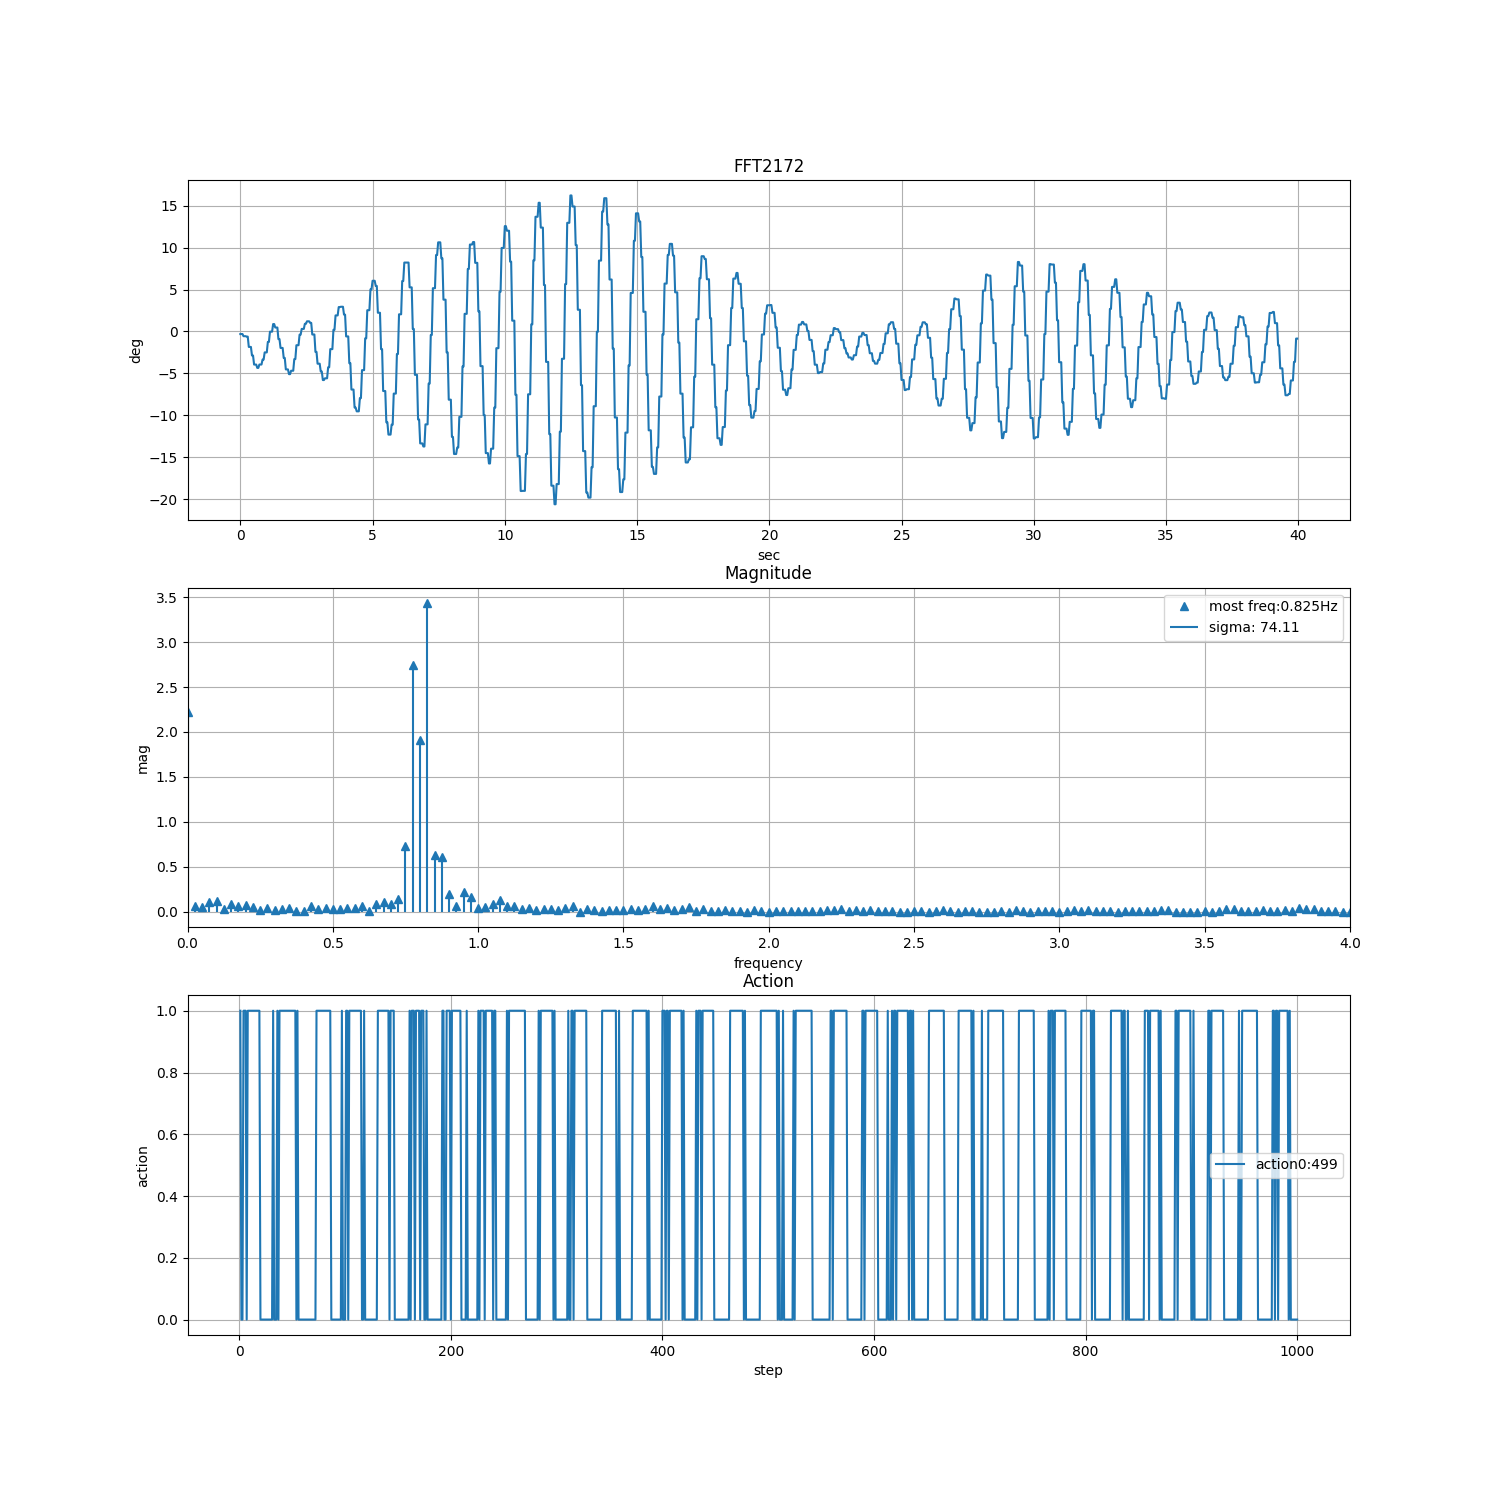 FFT2172
15
10
5
0
−5
−10
−15
−20
deg
0 5 10 15 20 25 30 35 40
sec
Magnitude
3.5
3.0
2.5
2.0
1.5
1.0
0.5
0.0
mag
most freq:0.825Hz
sigma: 74.11
0.0 0.5 1.0 1.5 2.0 2.5 3.0 3.5 4.0
frequency
Action
1.0
0.8
0.6
0.4
0.2
0.0
action
action0:499
0 200 400 600 800 1000
step